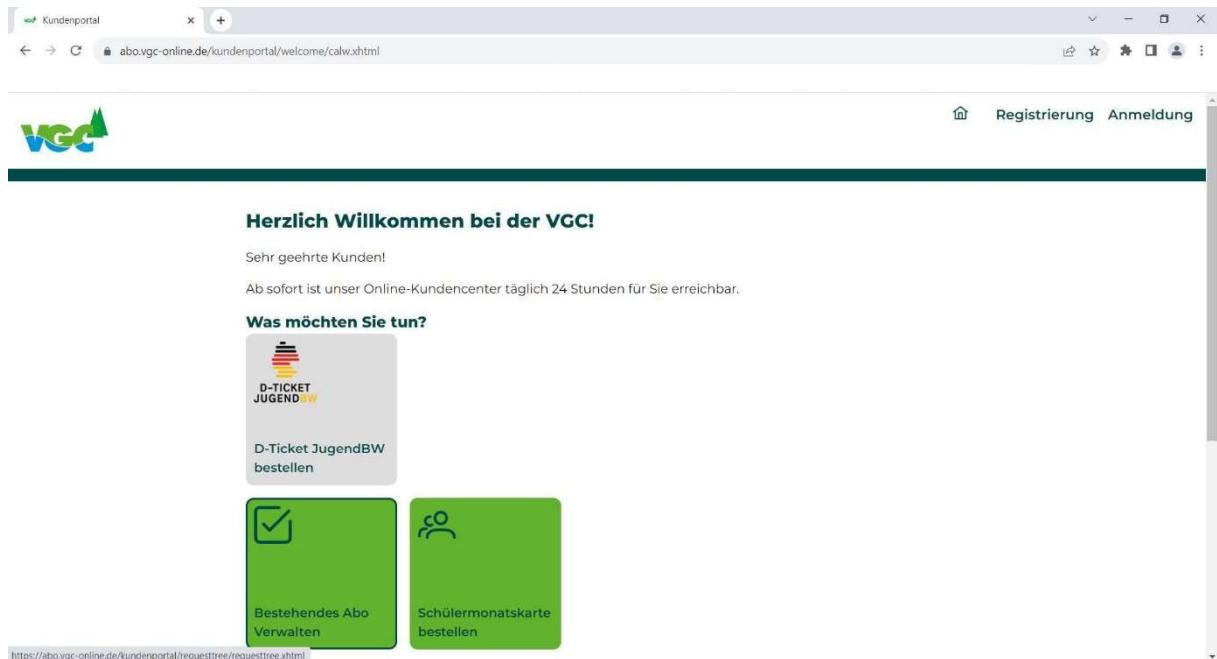 Kundenportal
abo.vgc-online.de/kundenportal/welcome/calw.xhtml
VGC
Registrierung Anmeldung
Herzlich Willkommen bei der VGC!
Sehr geehrte Kunden!
Ab sofort ist unser Online-Kundencenter täglich 24 Stunden für Sie erreichbar.
Was möchten Sie tun?
D-TICKET
JUGENDBW
D-Ticket JugendBW
bestellen
Bestehendes Abo
Verwalten
Schülermonatskarte
bestellen
https://abo.vgc-online.de/kundenportal/requesttree/requesttree.xhtml